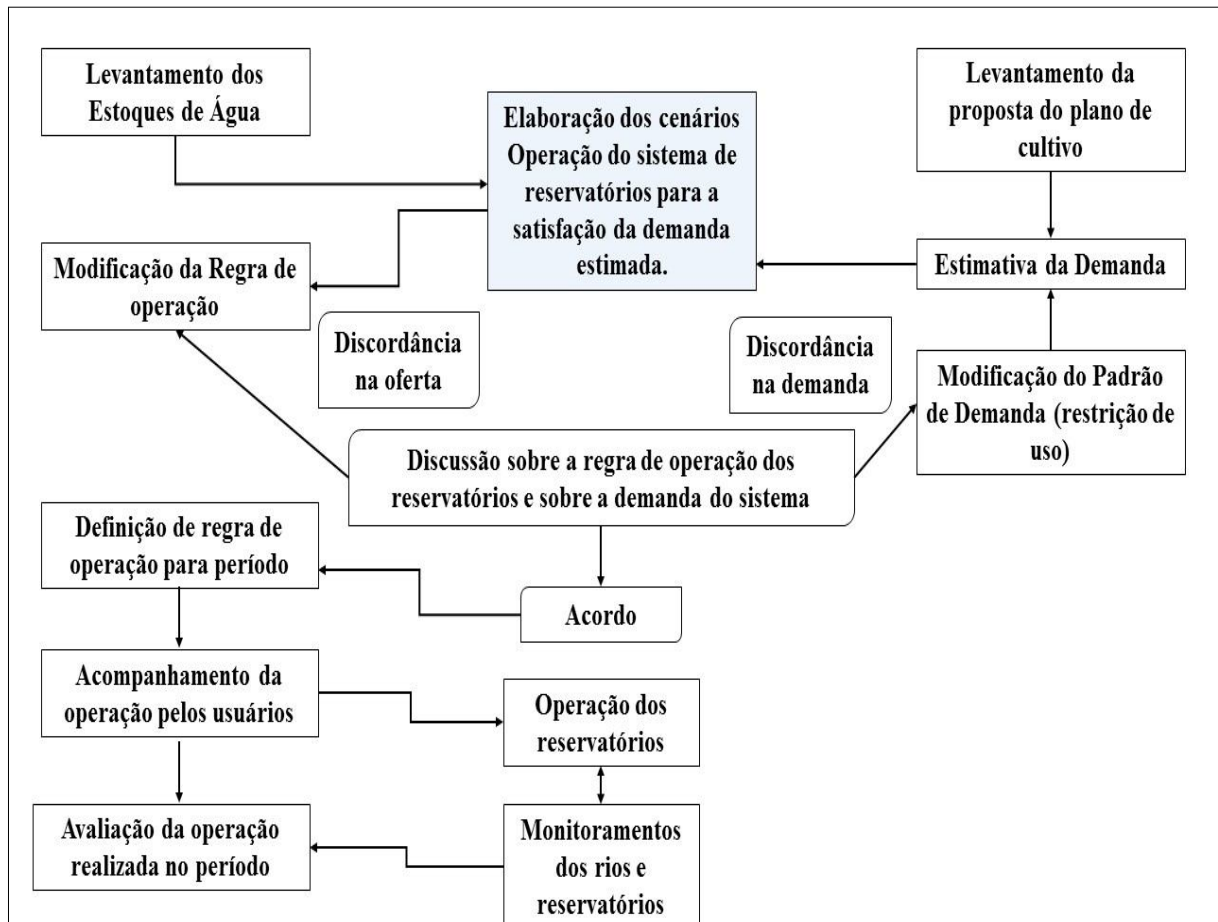 Levantamento dos
Estoques de Água
Elaboração dos cenários
Operação do sistema de
reservatórios para a
satisfação da demanda
estimada.
Levantamento da
proposta do plano de
cultivo
Modificação da Regra de
operação
Estimativa da Demanda
Discordância
na oferta
Discordância
na demanda
Modificação do Padrão
de Demanda (restrição de
uso)
Discussão sobre a regra de operação dos
reservatórios e sobre a demanda do sistema
Definição de regra de
operação para período
Acordo
Acompanhamento da
operação pelos usuários
Operação dos
reservatórios
Avaliação da operação
realizada no período
Monitoramentos
dos rios e
reservatórios